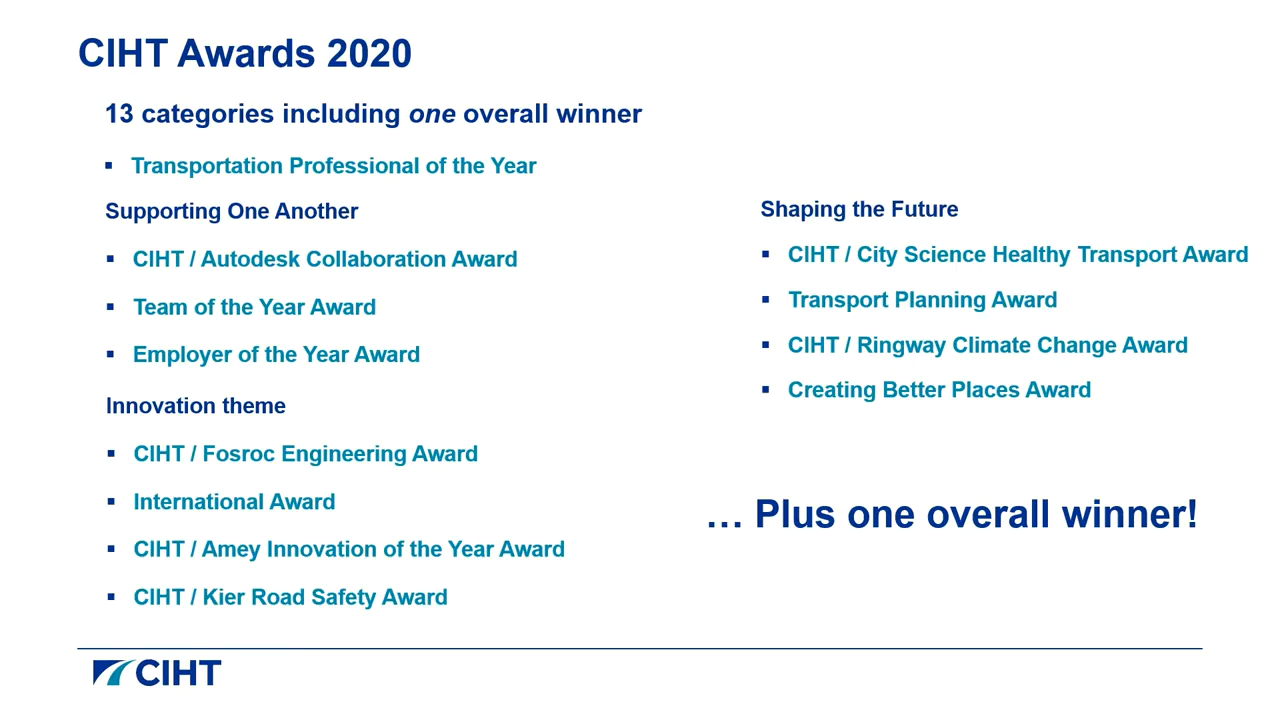 CIHT Awards 2020
13 categories including one overall winner
▪ Transportation Professional of the Year
Supporting One Another
▪ CIHT / Autodesk Collaboration Award
▪ Team of the Year Award
▪ Employer of the Year Award
Innovation theme
▪ CIHT / Fosroc Engineering Award
▪ International Award
▪ CIHT / Amey Innovation of the Year Award
▪ CIHT / Kier Road Safety Award
Shaping the Future
▪ CIHT / City Science Healthy Transport Award
▪ Transport Planning Award
▪ CIHT / Ringway Climate Change Award
▪ Creating Better Places Award
… Plus one overall winner!
CIHT